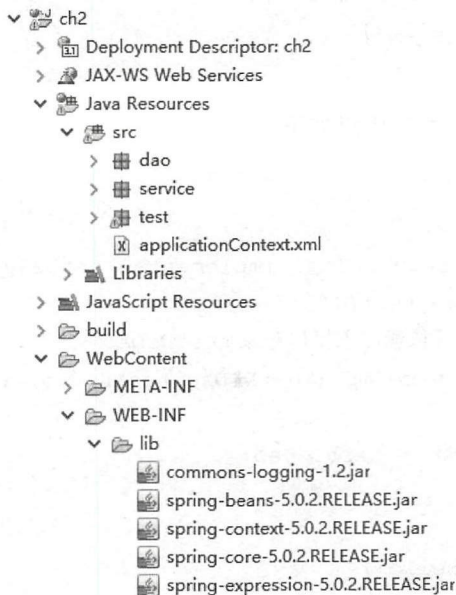 ch2
Deployment Descriptor: ch2
JAX-WS Web Services
Java Resources
src
dao
service
test
applicationContext.xml
Libraries
JavaScript Resources
build
WebContent
META-INF
WEB-INF
lib
commons-logging-1.2.jar
spring-beans-5.0.2.RELEASE.jar
spring-context-5.0.2.RELEASE.jar
spring-core-5.0.2.RELEASE.jar
spring-expression-5.0.2.RELEASE.jar